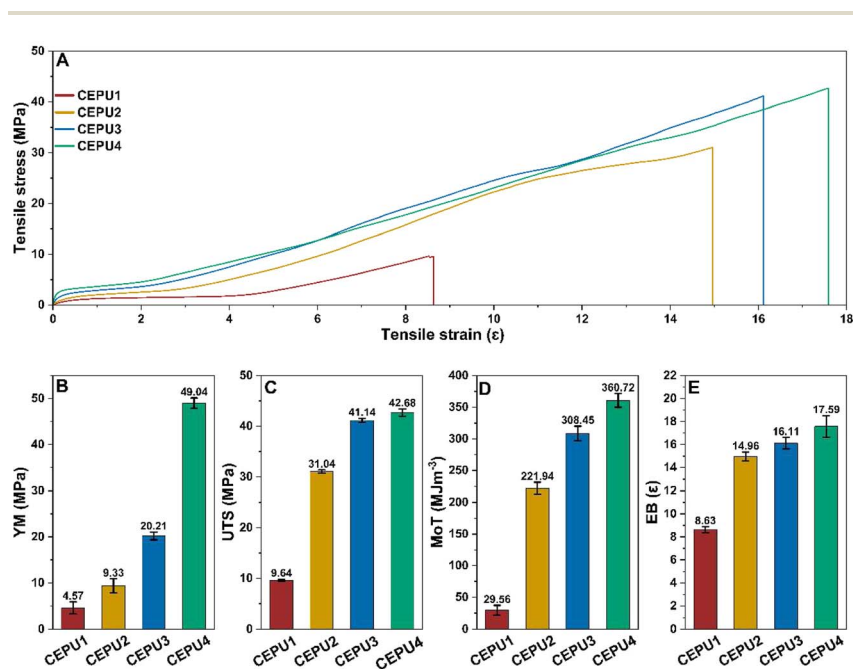 A
50
40
30
20
10
0
Tensile stress (MPa)
CEPU1
CEPU2
CEPU3
CEPU4
0 2 4 6 8 10 12 14 16 18
Tensile strain (ε)
B
YM (MPa)
50
40
30
20
10
0
4.57
9.33
20.21
49.04
CEPU1 CEPU2 CEPU3 CEPU4
C
UTS (MPa)
50
40
30
20
10
0
9.64
31.04
41.14
42.68
CEPU1 CEPU2 CEPU3 CEPU4
D
MoT (MJm⁻³)
400
350
300
250
200
150
100
50
0
29.56
221.94
308.45
360.72
CEPU1 CEPU2 CEPU3 CEPU4
E
EB (ε)
22
20
18
16
14
12
10
8
6
4
2
0
8.63
14.96
16.11
17.59
CEPU1 CEPU2 CEPU3 CEPU4